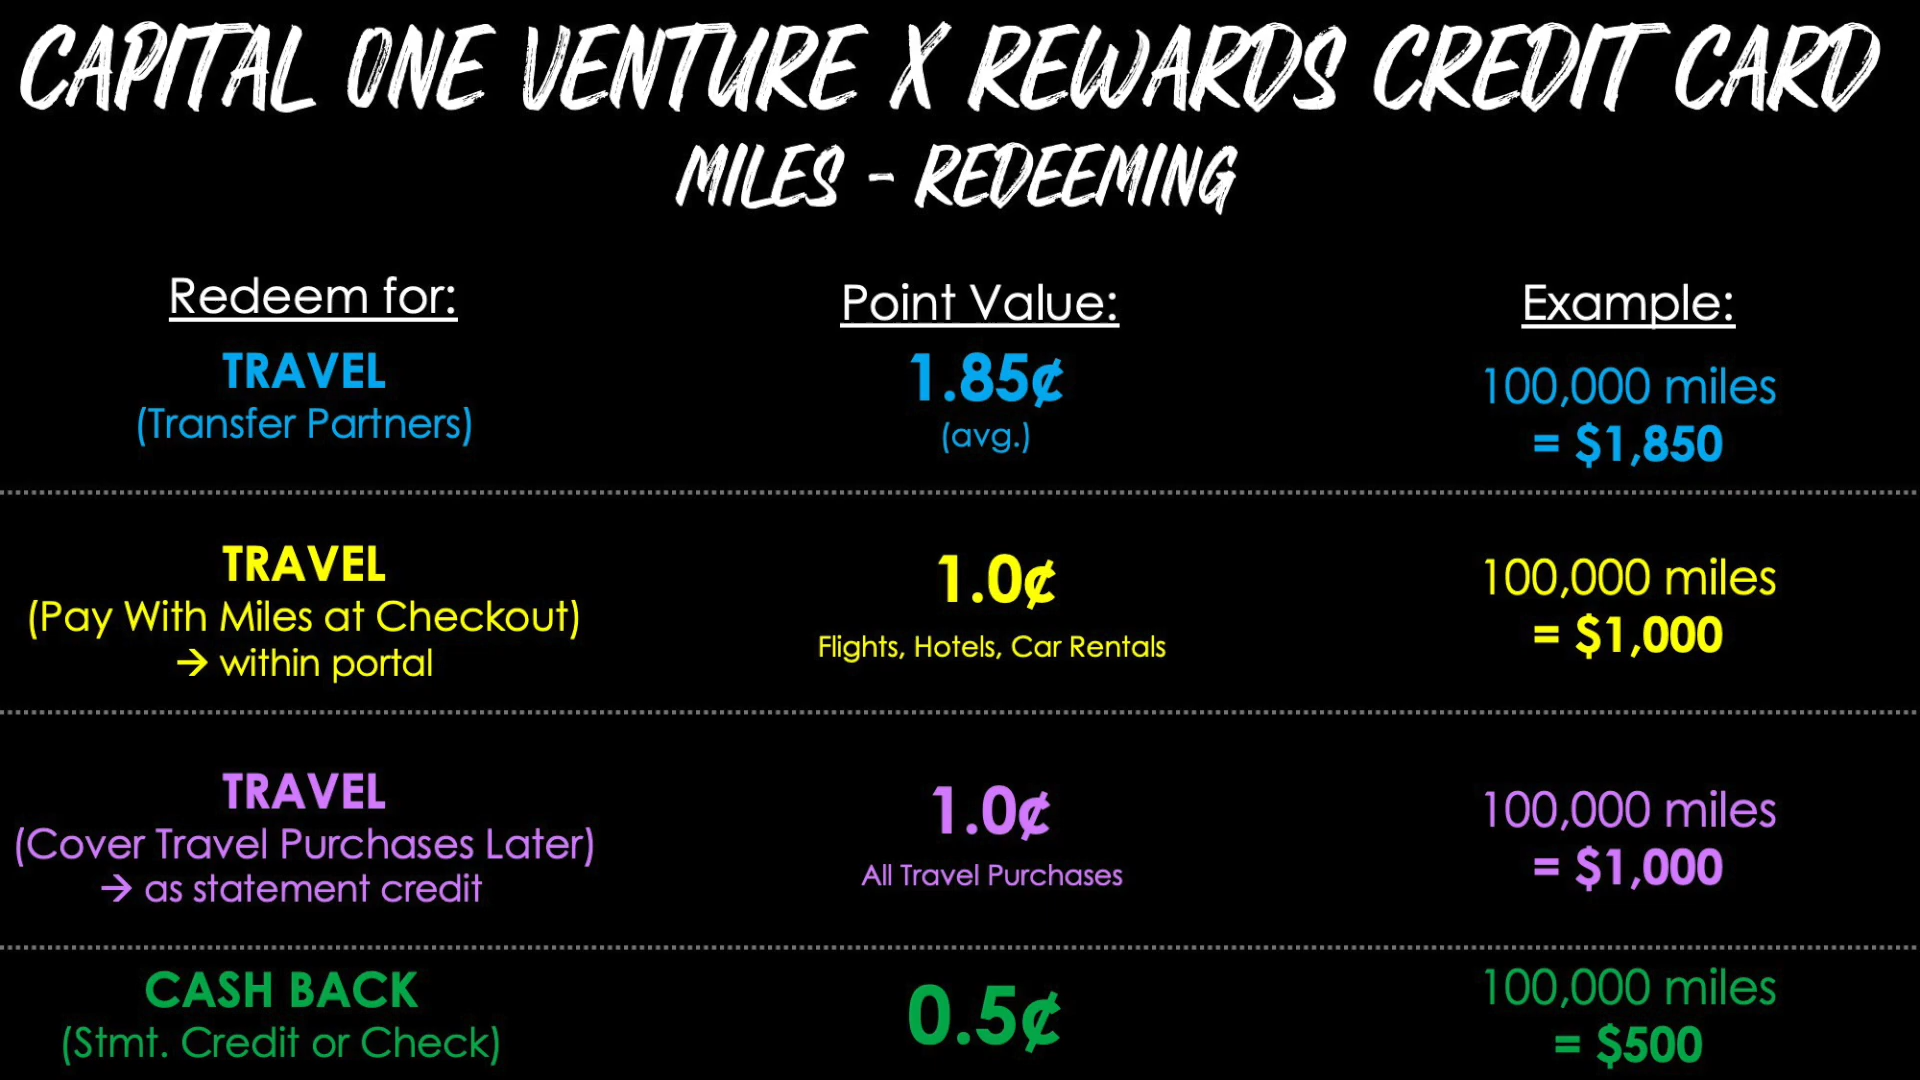 CAPITAL ONE VENTURE X REWARDS CREDIT CARD
MILES - REDEEMING
Redeem for: Point Value: Example:
TRAVEL
(Transfer Partners)
1.85¢
(avg.)
100,000 miles
= $1,850
TRAVEL
(Pay With Miles at Checkout)
→ within portal
1.0¢
Flights, Hotels, Car Rentals
100,000 miles
= $1,000
TRAVEL
(Cover Travel Purchases Later)
→ as statement credit
1.0¢
All Travel Purchases
100,000 miles
= $1,000
CASH BACK
(Stmt. Credit or Check)
0.5¢
100,000 miles
= $500